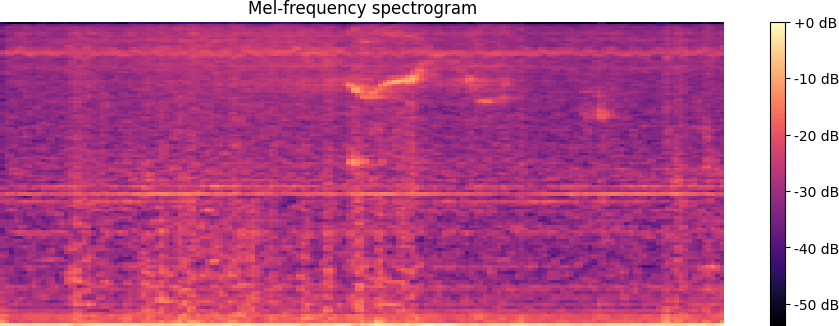 Mel-frequency spectrogram
+0 dB
-10 dB
-20 dB
-30 dB
-40 dB
-50 dB